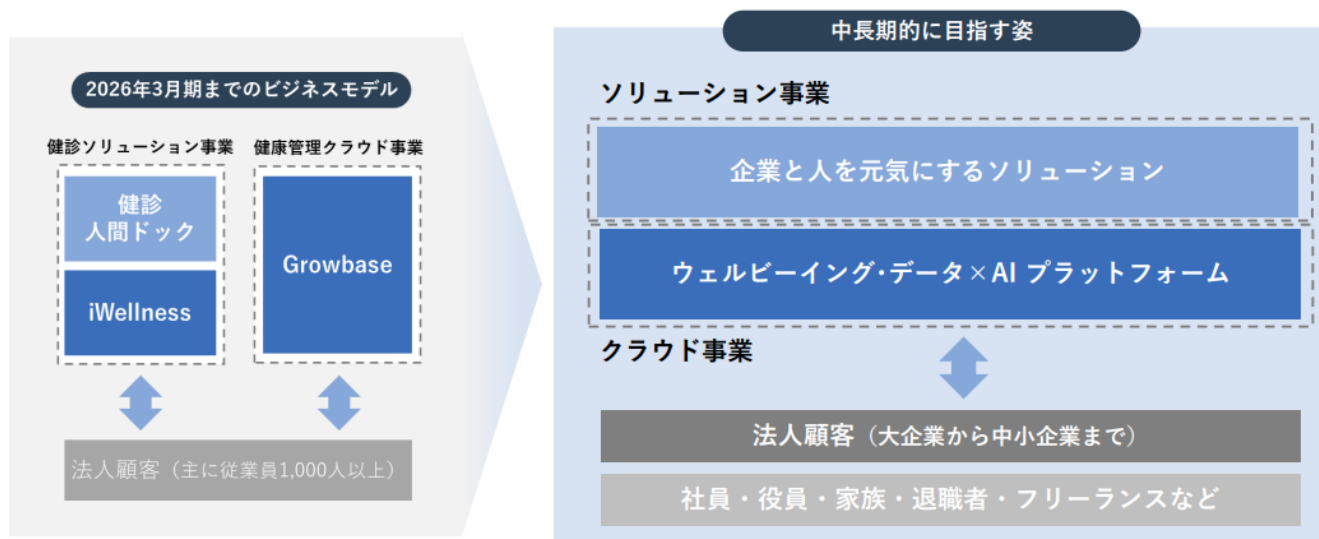 2026年3月期までのビジネスモデル
健診ソリューション事業
健康管理クラウド事業
健診
人間ドック
iWellness
Growbase
法人顧客（主に従業員1,000人以上）
中長期的に目指す姿
ソリューション事業
企業と人を元気にするソリューション
ウェルビーイング・データ×AI プラットフォーム
クラウド事業
法人顧客（大企業から中小企業まで）
社員・役員・家族・退職者・フリーランスなど